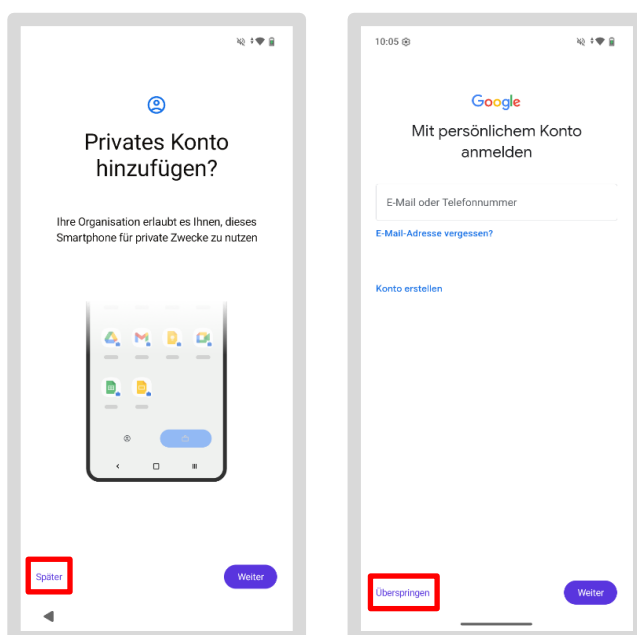 Privates Konto
hinzufügen?
Ihre Organisation erlaubt es Ihnen, dieses
Smartphone für private Zwecke zu nutzen
Später
Weiter
10:05
Google
Mit persönlichem Konto
anmelden
E-Mail oder Telefonnummer
E-Mail-Adresse vergessen?
Konto erstellen
Überspringen
Weiter